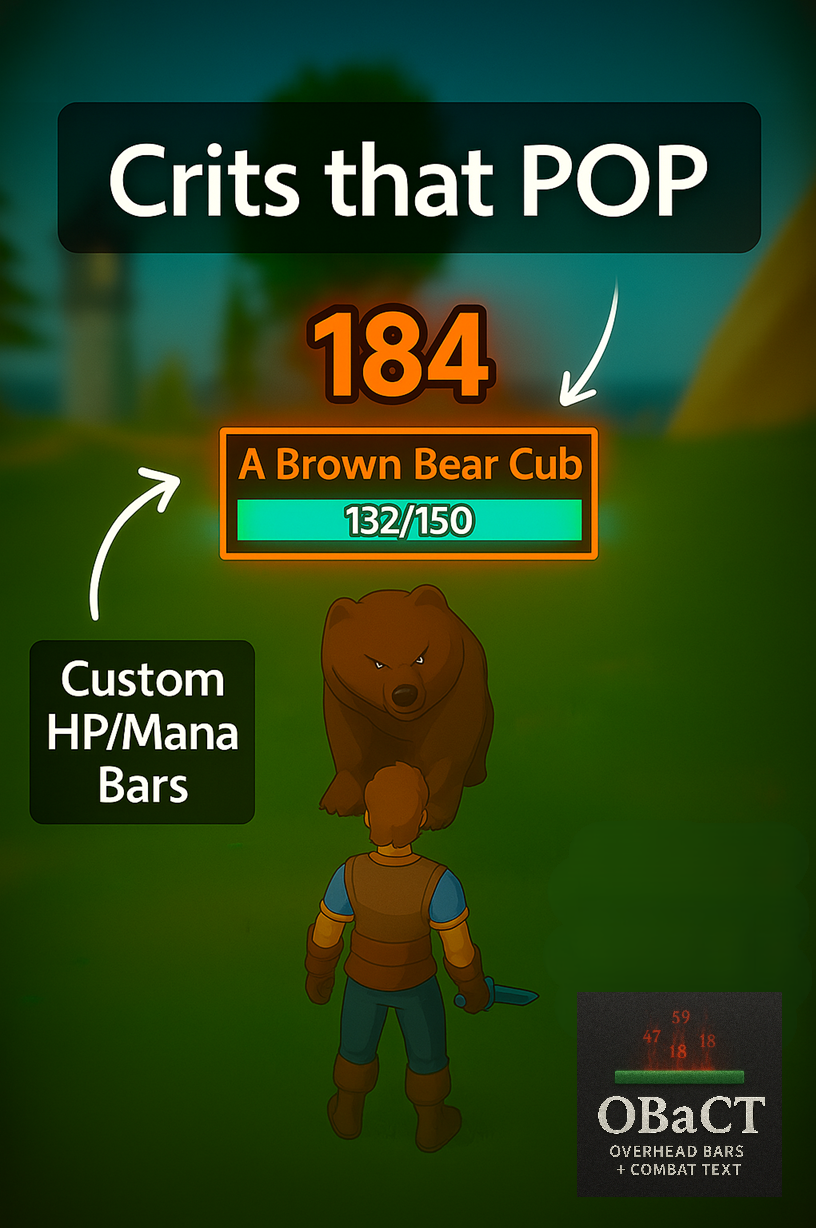 Crits that POP
184
A Brown Bear Cub
132/150
Custom
HP/Mana
Bars
59
47 18
18
OBaCT
OVERHEAD BARS
+ COMBAT TEXT